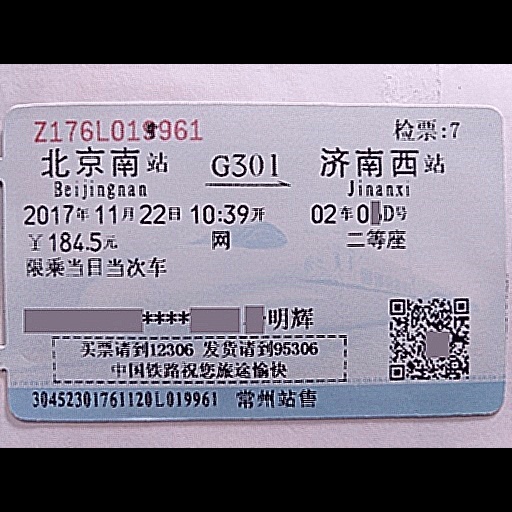 Z176L019961 检票:7
北京南站 G301 济南西站
Beijingnan Jinanxi
2017年11月22日10:39开 02车0 D号
￥184.5元 网 二等座
限乘当日当次车
**** 明辉
买票请到12306 发货请到95306
中国铁路祝您旅途愉快
30452301761120L019961 常州站售